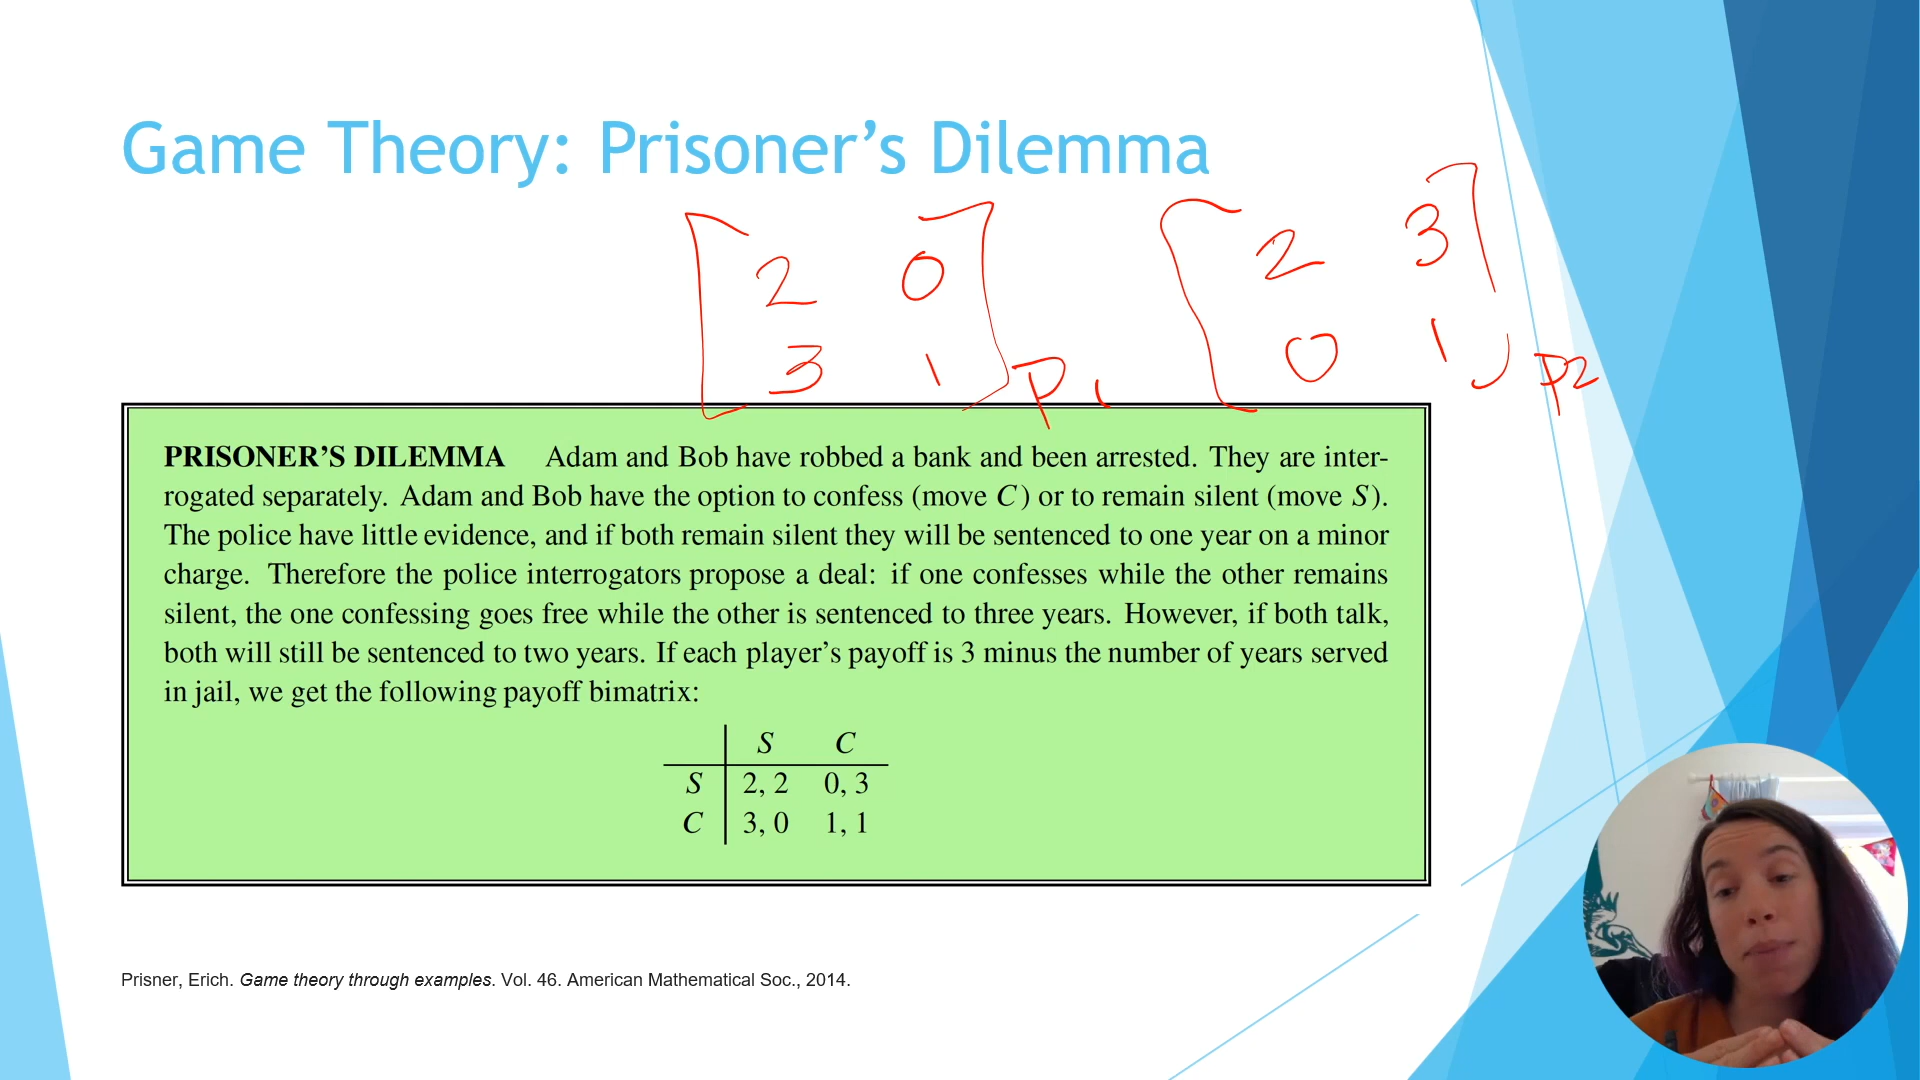 Game Theory: Prisoner's Dilemma
2 0 2 3
3 1 P1 0 1 P2
PRISONER'S DILEMMA Adam and Bob have robbed a bank and been arrested. They are inter-
rogated separately. Adam and Bob have the option to confess (move C) or to remain silent (move S).
The police have little evidence, and if both remain silent they will be sentenced to one year on a minor
charge. Therefore the police interrogators propose a deal: if one confesses while the other remains
silent, the one confessing goes free while the other is sentenced to three years. However, if both talk,
both will still be sentenced to two years. If each player's payoff is 3 minus the number of years served
in jail, we get the following payoff bimatrix:
S C
S 2, 2 0, 3
C 3, 0 1, 1
Prisner, Erich. Game theory through examples. Vol. 46. American Mathematical Soc., 2014.